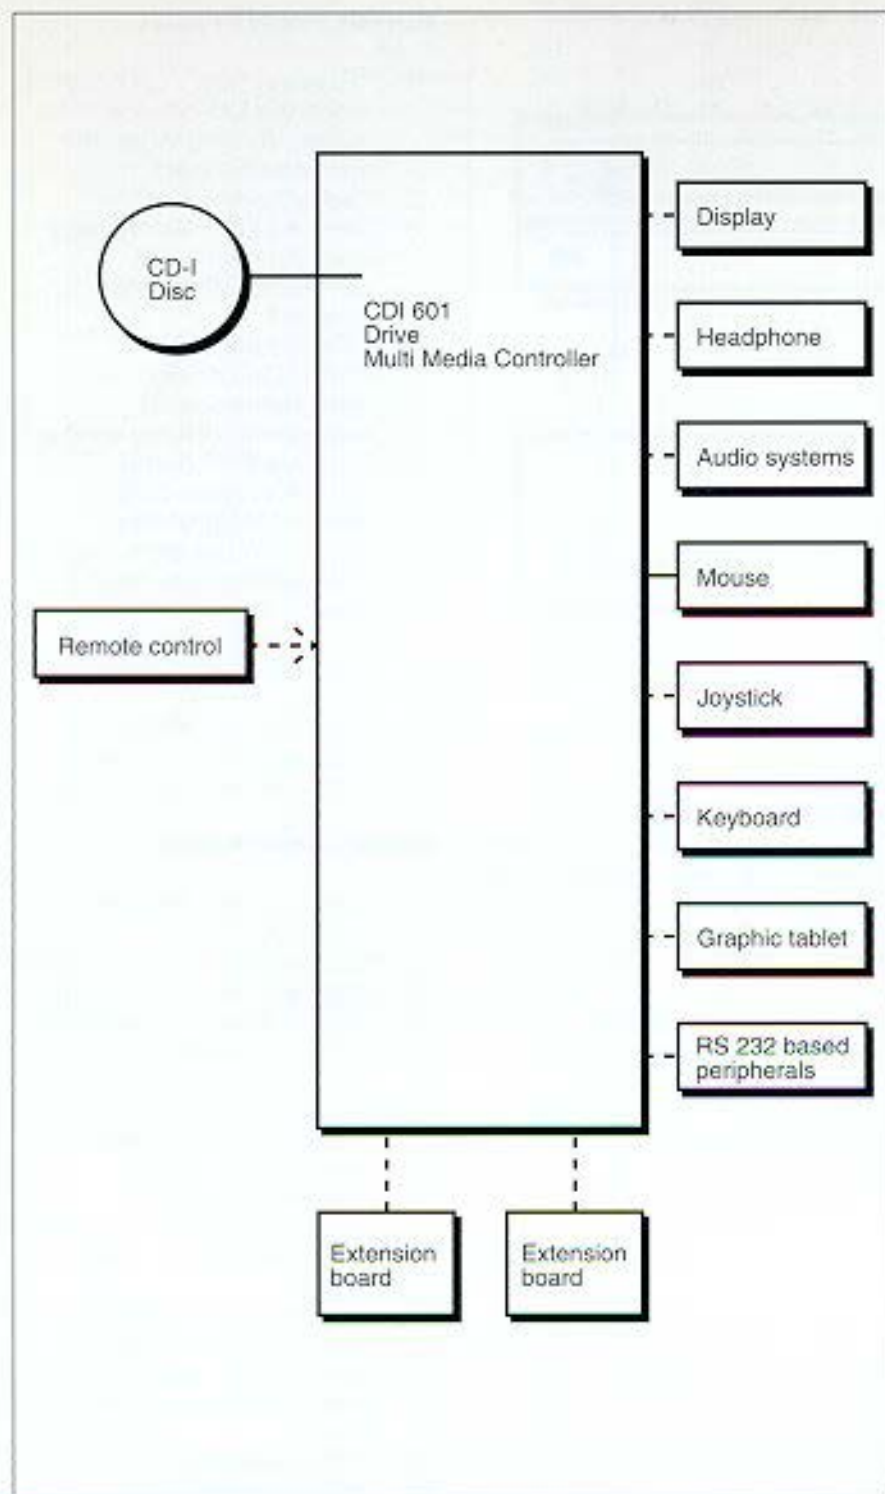 CD-I
Disc
CDI 601
Drive
Multi Media Controller
Display
Headphone
Audio systems
Mouse
Remote control
Joystick
Keyboard
Graphic tablet
RS 232 based
peripherals
Extension
board
Extension
board